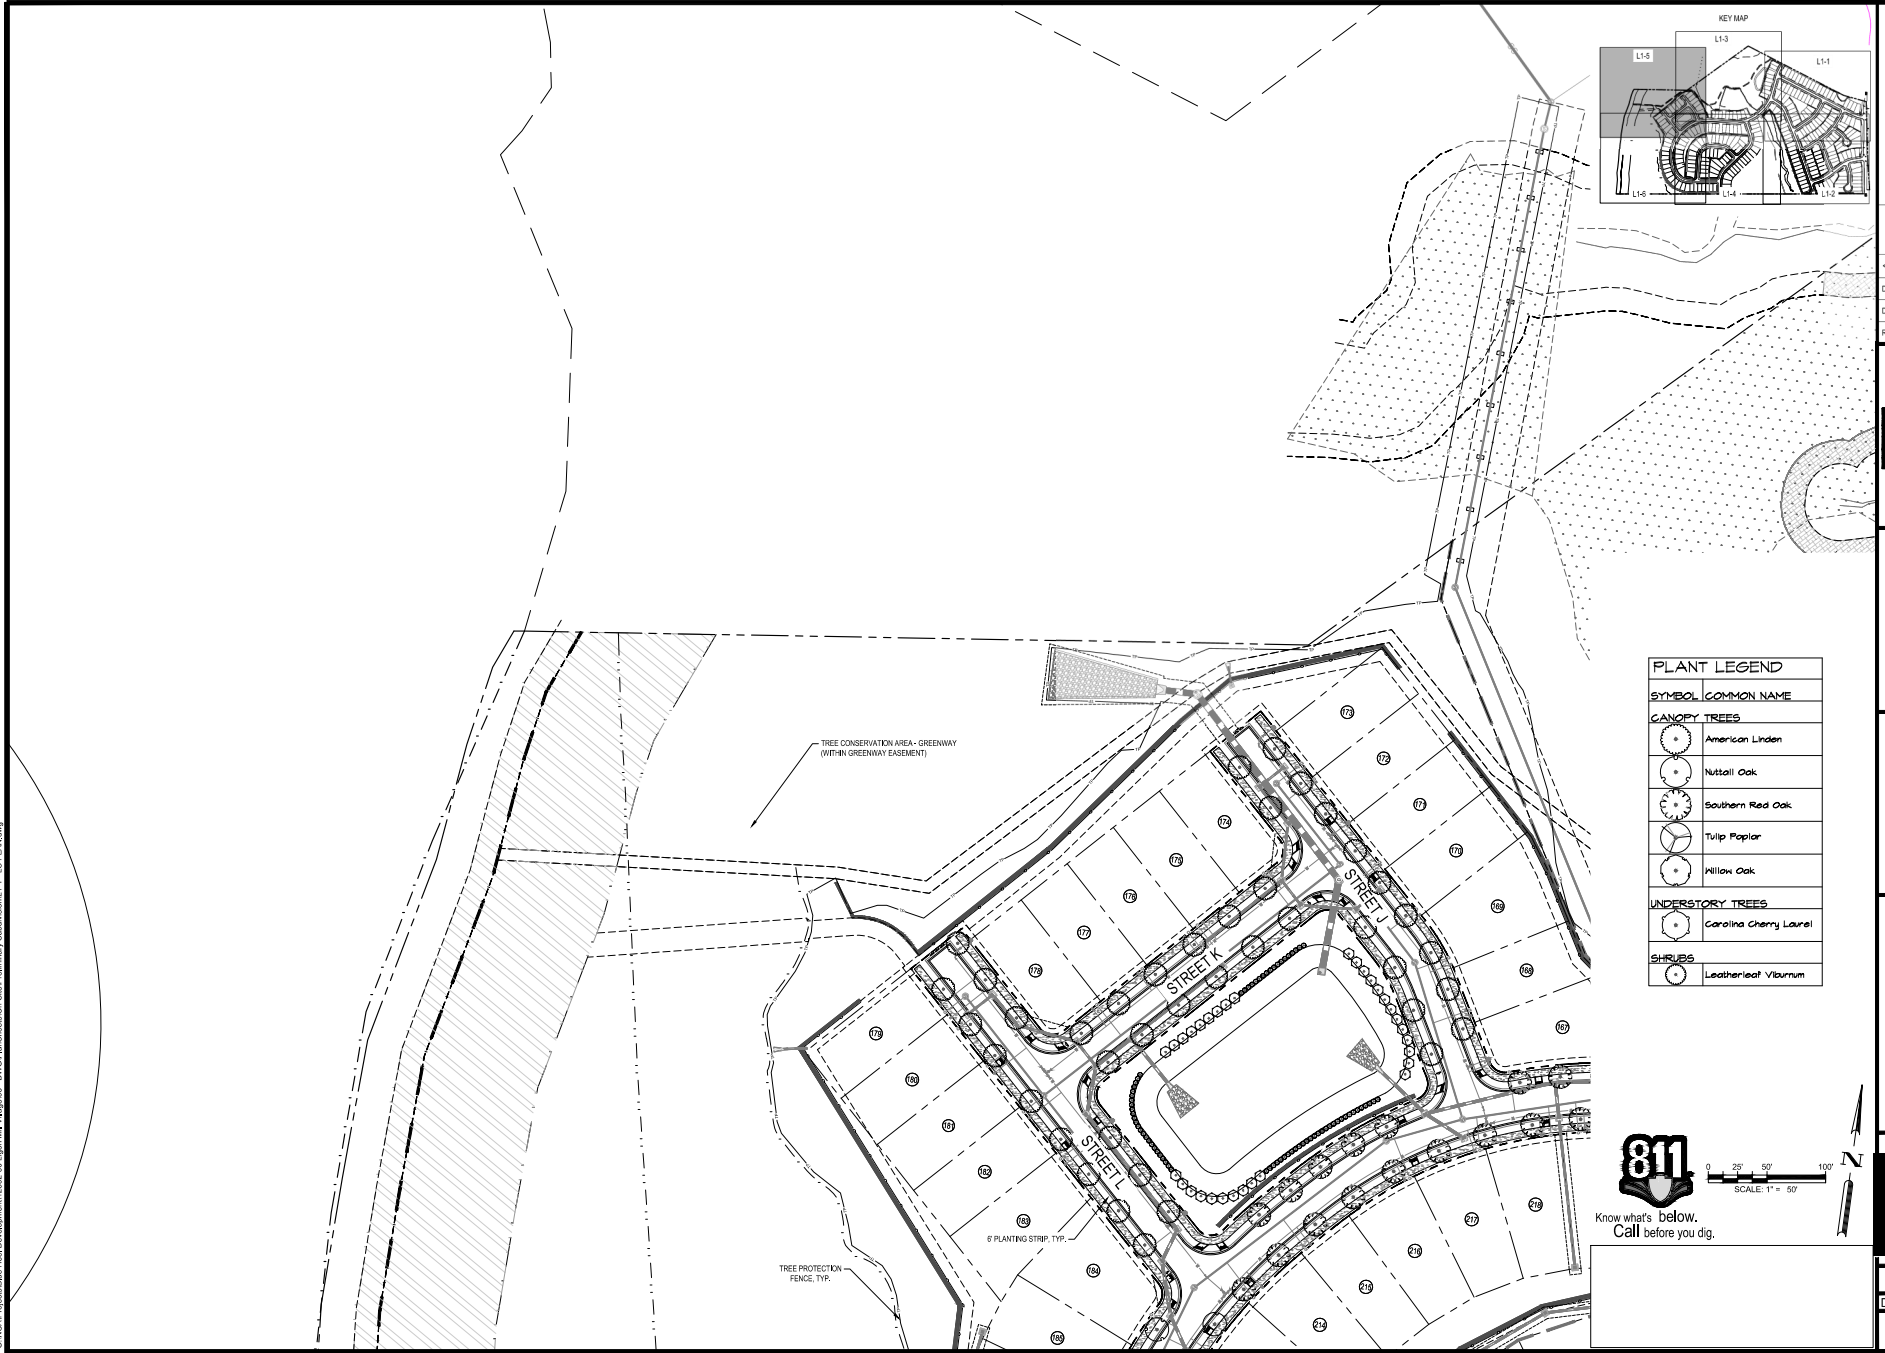 KEY MAP
L1-3
L1-5
L1-1
L1-6
L1-4
L1-2
TREE CONSERVATION AREA - GREENWAY
(WITHIN GREENWAY EASEMENT)
173
172
171
170
169
168
167
174
175
176
177
178
179
180
181
182
183
184
185
214
215
216
217
218
STREET J
STREET K
STREET L
6' PLANTING STRIP, TYP.
TREE PROTECTION
FENCE, TYP.
PLANT LEGEND
SYMBOL COMMON NAME
CANOPY TREES
American Linden
Nuttall Oak
Southern Red Oak
Tulip Poplar
Willow Oak
UNDERSTORY TREES
Carolina Cherry Laurel
SHRUBS
Leatherleaf Viburnum
811
Know what's below.
Call before you dig.
0 25' 50' 100'
SCALE: 1" = 50'
N